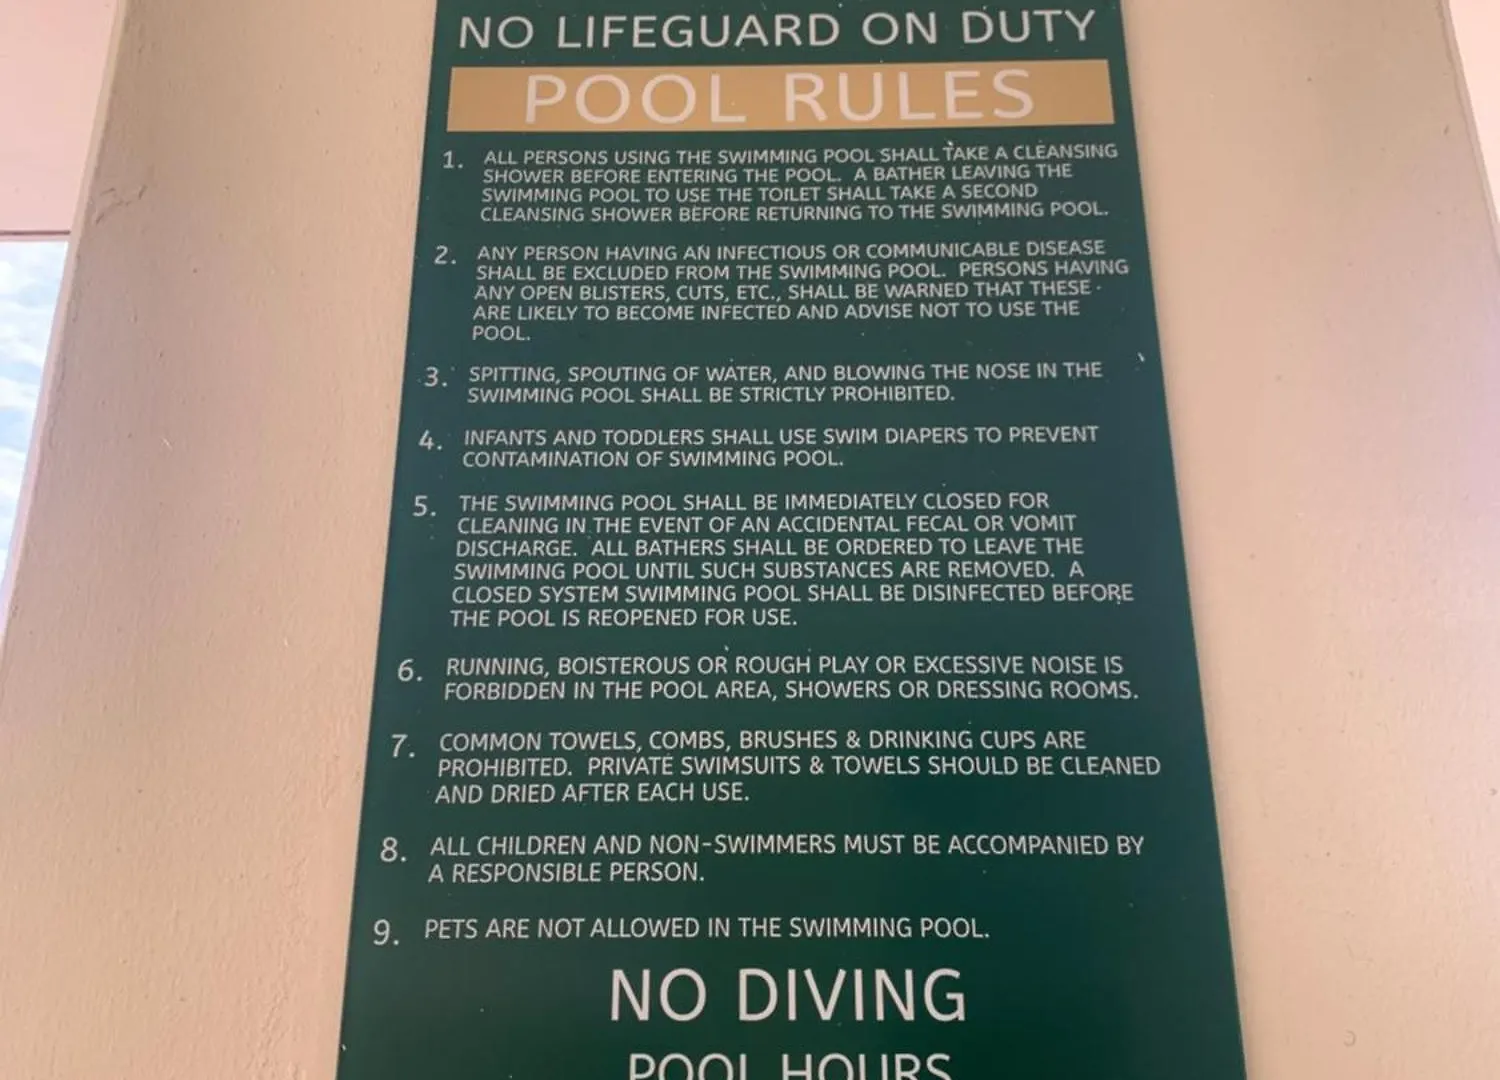 NO LIFEGUARD ON DUTY
POOL RULES
1. ALL PERSONS USING THE SWIMMING POOL SHALL TAKE A CLEANSING
SHOWER BEFORE ENTERING THE POOL. A BATHER LEAVING THE
SWIMMING POOL TO USE THE TOILET SHALL TAKE A SECOND
CLEANSING SHOWER BEFORE RETURNING TO THE SWIMMING POOL.
2. ANY PERSON HAVING AN INFECTIOUS OR COMMUNICABLE DISEASE
SHALL BE EXCLUDED FROM THE SWIMMING POOL. PERSONS HAVING
ANY OPEN BLISTERS, CUTS, ETC., SHALL BE WARNED THAT THESE
ARE LIKELY TO BECOME INFECTED AND ADVISE NOT TO USE THE
POOL.
3. SPITTING, SPOUTING OF WATER, AND BLOWING THE NOSE IN THE
SWIMMING POOL SHALL BE STRICTLY PROHIBITED.
4. INFANTS AND TODDLERS SHALL USE SWIM DIAPERS TO PREVENT
CONTAMINATION OF SWIMMING POOL.
5. THE SWIMMING POOL SHALL BE IMMEDIATELY CLOSED FOR
CLEANING IN THE EVENT OF AN ACCIDENTAL FECAL OR VOMIT
DISCHARGE. ALL BATHERS SHALL BE ORDERED TO LEAVE THE
SWIMMING POOL UNTIL SUCH SUBSTANCES ARE REMOVED. A
CLOSED SYSTEM SWIMMING POOL SHALL BE DISINFECTED BEFORE
THE POOL IS REOPENED FOR USE.
6. RUNNING, BOISTEROUS OR ROUGH PLAY OR EXCESSIVE NOISE IS
FORBIDDEN IN THE POOL AREA, SHOWERS OR DRESSING ROOMS.
7. COMMON TOWELS, COMBS, BRUSHES & DRINKING CUPS ARE
PROHIBITED. PRIVATE SWIMSUITS & TOWELS SHOULD BE CLEANED
AND DRIED AFTER EACH USE.
8. ALL CHILDREN AND NON-SWIMMERS MUST BE ACCOMPANIED BY
A RESPONSIBLE PERSON.
9. PETS ARE NOT ALLOWED IN THE SWIMMING POOL.
NO DIVING
POOL HOURS